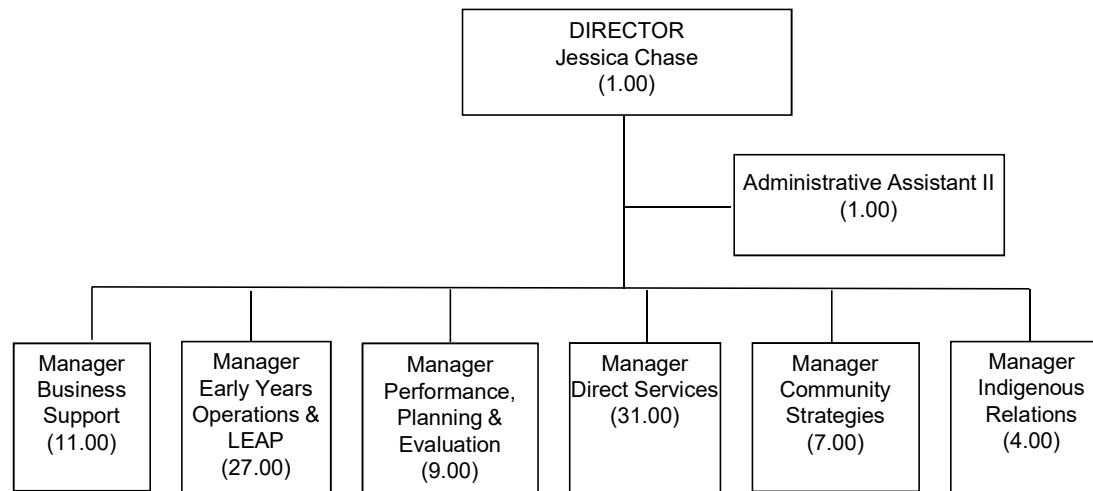 DIRECTOR
Jessica Chase
(1.00)
Administrative Assistant II
(1.00)
Manager
Business
Support
(11.00)
Manager
Early Years
Operations &
LEAP
(27.00)
Manager
Performance,
Planning &
Evaluation
(9.00)
Manager
Direct Services
(31.00)
Manager
Community
Strategies
(7.00)
Manager
Indigenous
Relations
(4.00)